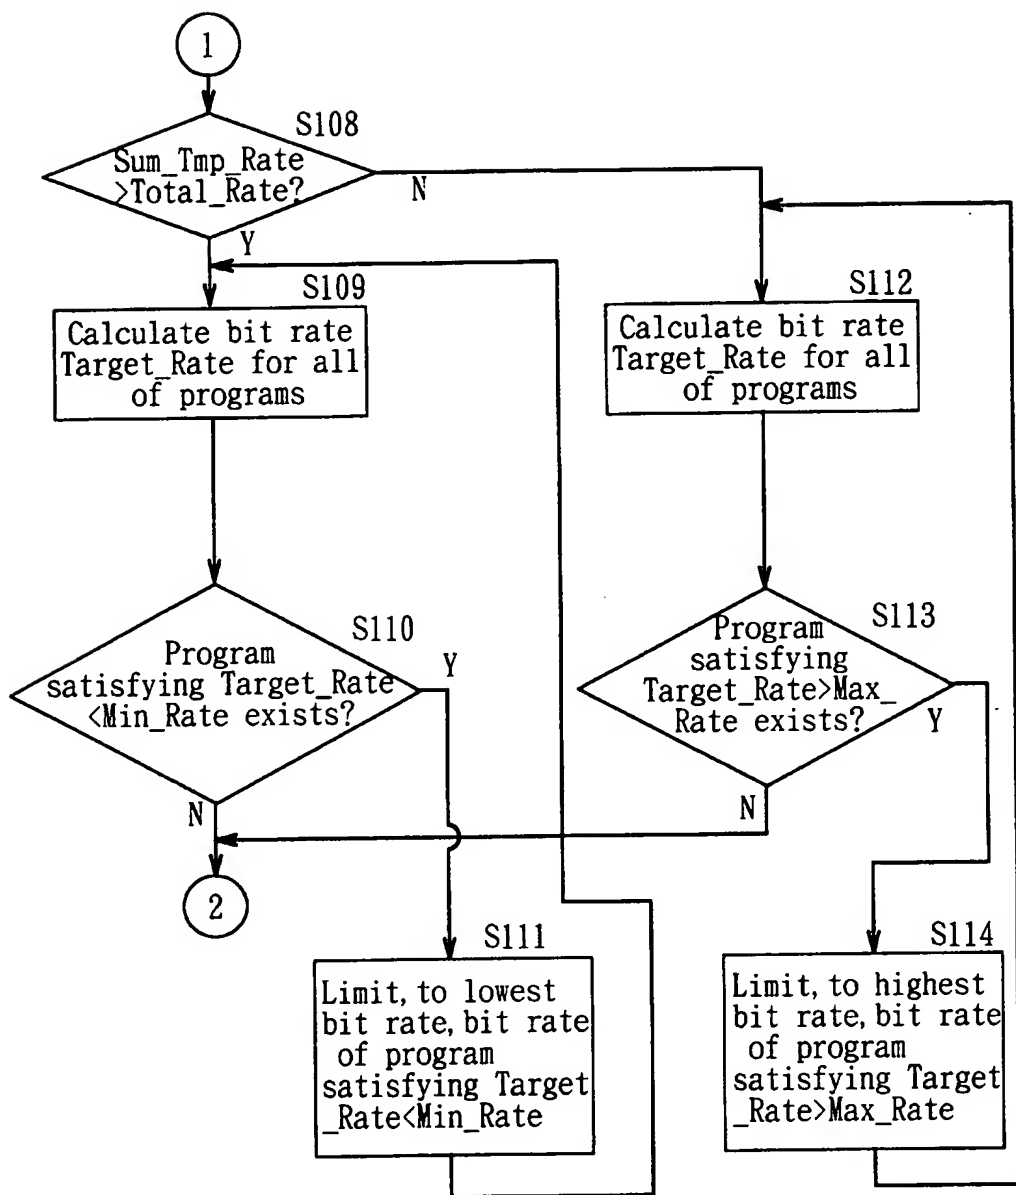 1
S108
Sum_Tmp_Rate
>Total_Rate?
N
Y
S109
Calculate bit rate
Target_Rate for all
of programs
S112
Calculate bit rate
Target_Rate for all
of programs
S110
Program
satisfying Target_Rate
<Min_Rate exists?
Y
N
S113
Program
satisfying
Target_Rate>Max_
Rate exists?
Y
N
2
S111
Limit, to lowest
bit rate, bit rate
of program
satisfying Target
_Rate<Min_Rate
S114
Limit, to highest
bit rate, bit rate
of program
satisfying Target
_Rate>Max_Rate